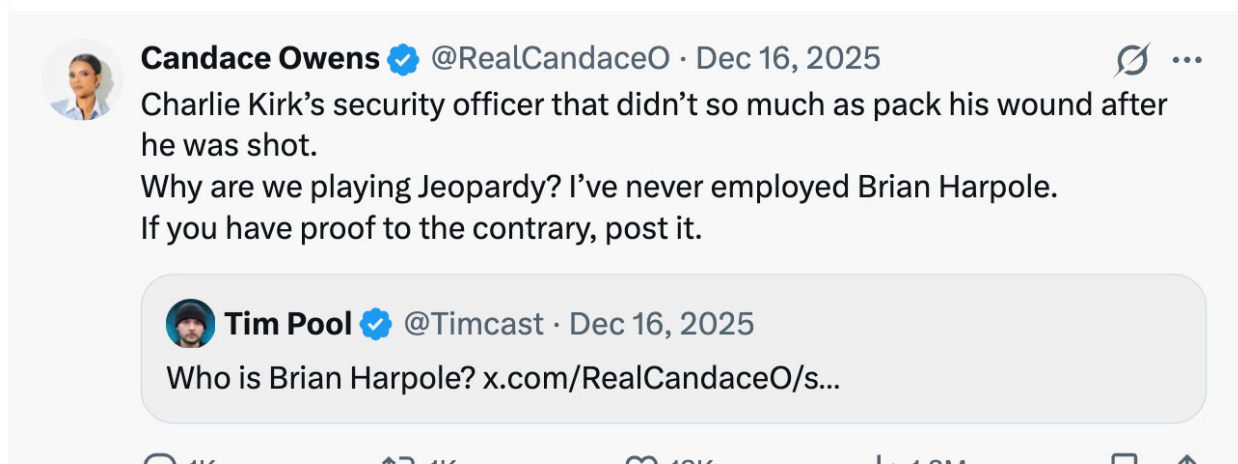 Candace Owens @RealCandaceO · Dec 16, 2025
Charlie Kirk’s security officer that didn’t so much as pack his wound after
he was shot.
Why are we playing Jeopardy? I’ve never employed Brian Harpole.
If you have proof to the contrary, post it.
Tim Pool @Timcast · Dec 16, 2025
Who is Brian Harpole? x.com/RealCandaceO/s...